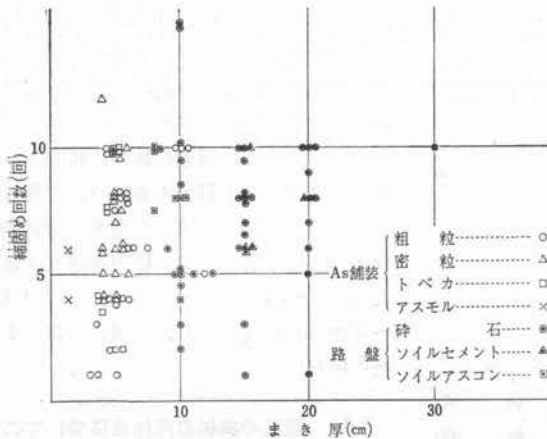 締固め回数(回)
10
5
10
20
30
まき厚(cm)
As舗装
粗粒
密粒
トペカ
アスモル
路盤
砕石
ソイルセメント
ソイルアスコン